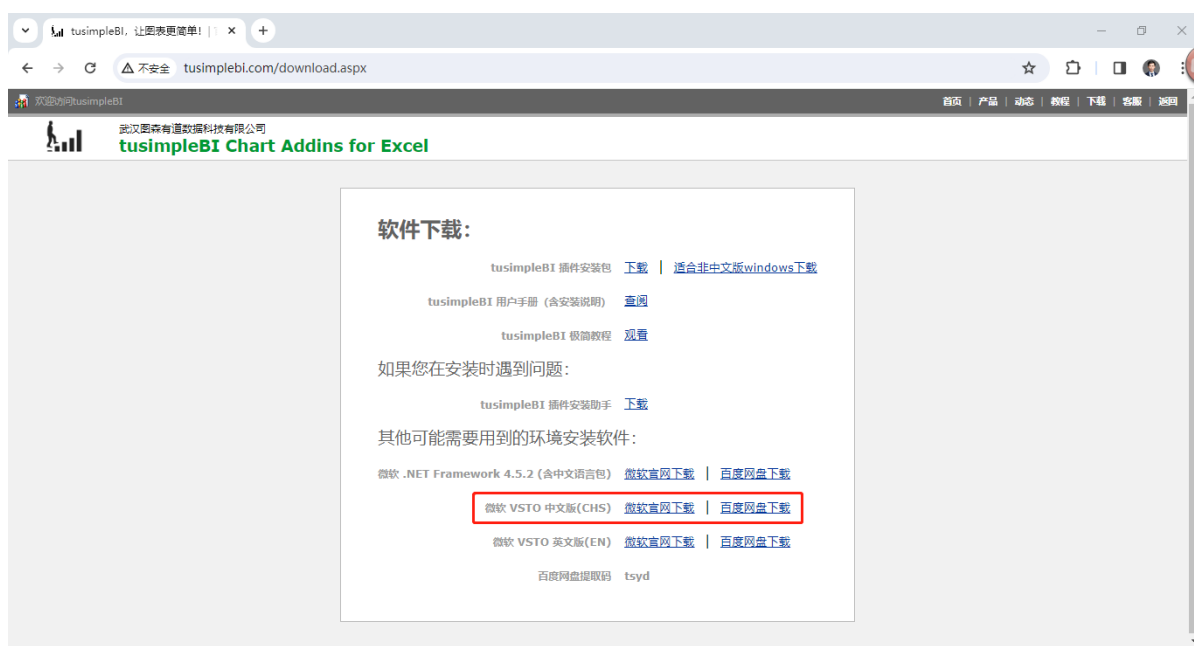 tusimpleBI, 让图表更简单! |
不安全 tusimplebi.com/download.aspx
欢迎访问tusimpleBI 首页 | 产品 | 动态 | 教程 | 下载 | 客服 | 返回
武汉图森有道数据科技有限公司
tusimpleBI Chart Addins for Excel
软件下载:
tusimpleBI 插件安装包 下载 | 适合非中文版windows下载
tusimpleBI 用户手册 (含安装说明) 查阅
tusimpleBI 极简教程 观看
如果您在安装时遇到问题:
tusimpleBI 插件安装助手 下载
其他可能需要用到的环境安装软件:
微软 .NET Framework 4.5.2 (含中文语言包) 微软官网下载 | 百度网盘下载
微软 VSTO 中文版(CHS) 微软官网下载 | 百度网盘下载
微软 VSTO 英文版(EN) 微软官网下载 | 百度网盘下载
百度网盘提取码 tsyd